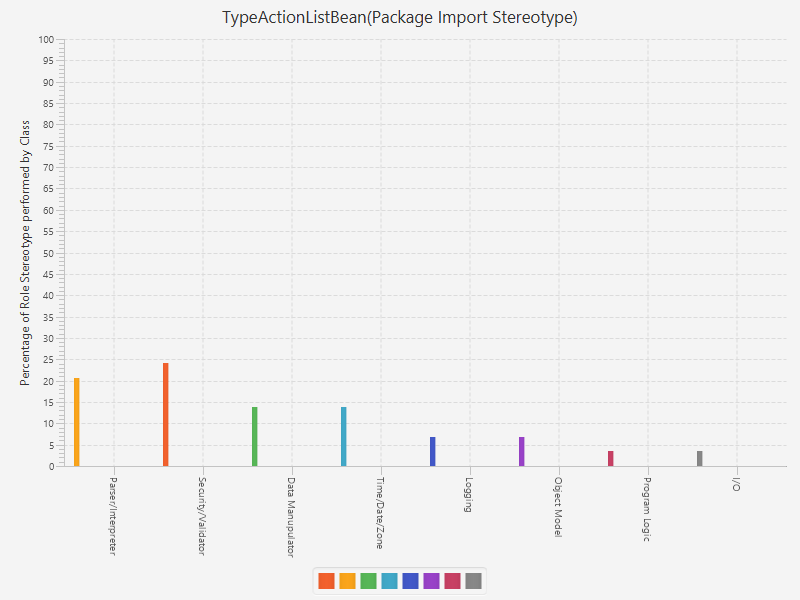 TypeActionListBean(Package Import Stereotype)
Percentage of Role Stereotype performed by Class
100
95
90
85
80
75
70
65
60
55
50
45
40
35
30
25
20
15
10
5
0
Parser/Interpreter
Security/Validator
Data Manupulator
Time/Date/Zone
Logging
Object Model
Program Logic
I/O